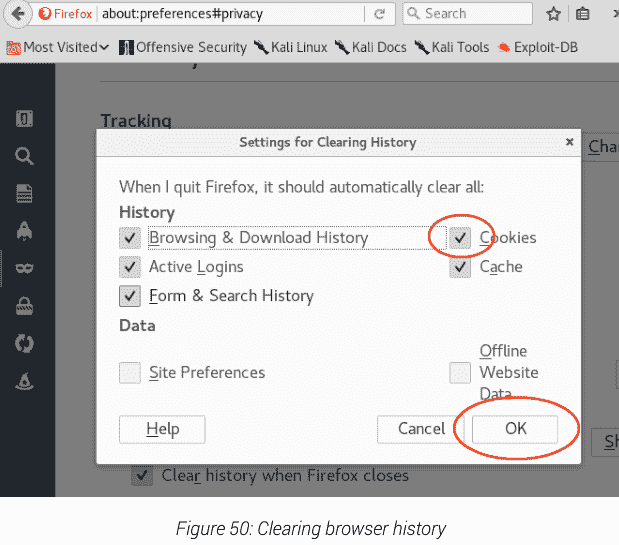 Firefox about:preferences#privacy Search
Most Visited Offensive Security Kali Linux Kali Docs Kali Tools Exploit-DB
Tracking
Settings for Clearing History
When I quit Firefox, it should automatically clear all:
History
Browsing & Download History Cookies
Active Logins Cache
Form & Search History
Data
Site Preferences Offline
Website
Data
Help Cancel OK
Clear history when Firefox closes
Figure 50: Clearing browser history